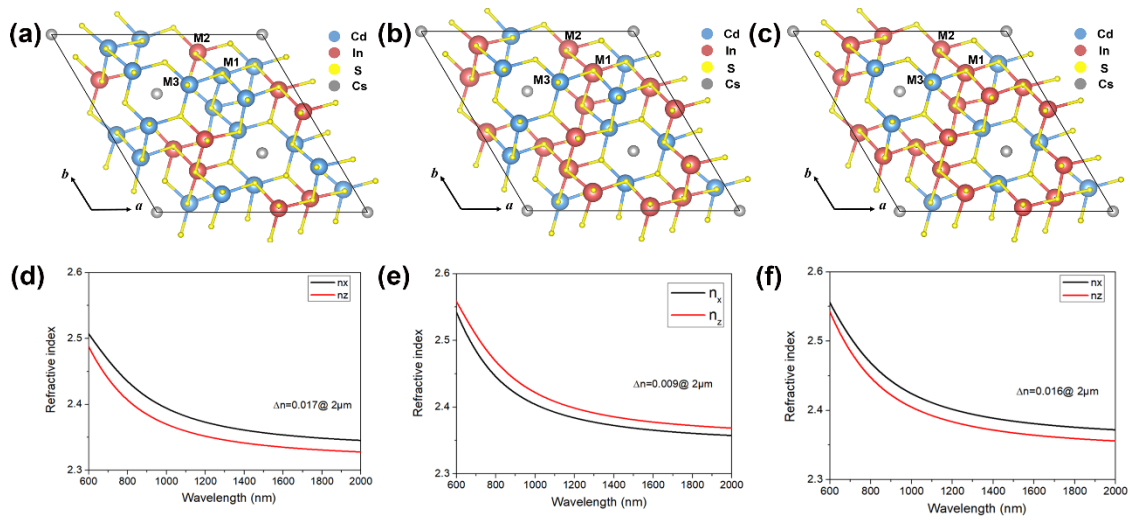 (a)
M2
M1
M3
Cd
In
S
Cs
b
a
(b)
M2
M1
M3
Cd
In
S
Cs
b
a
(c)
M2
M1
M3
Cd
In
S
Cs
b
a
(d)
2.6
2.5
2.4
2.3
Refractive index
nx
nz
Δn=0.017@ 2μm
600 800 1000 1200 1400 1600 1800 2000
Wavelength (nm)
(e)
2.6
2.5
2.4
2.3
Refractive index
nx
nz
Δn=0.009@ 2μm
600 800 1000 1200 1400 1600 1800 2000
Wavelength (nm)
(f)
2.6
2.5
2.4
2.3
Refractive index
nx
nz
Δn=0.016@ 2μm
600 800 1000 1200 1400 1600 1800 2000
Wavelength (nm)